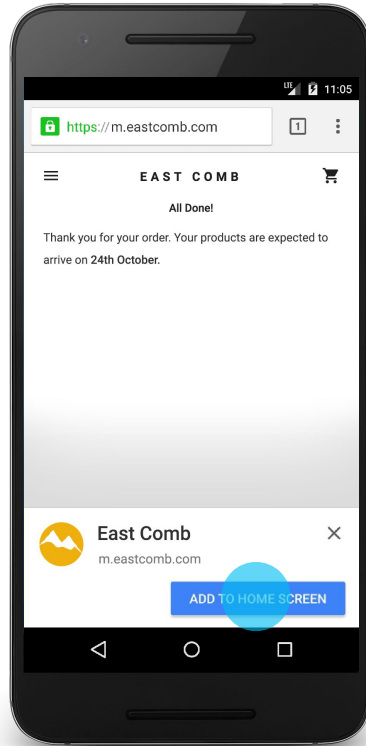 LTE 11:05
https://m.eastcomb.com 1
EAST COMB
All Done!
Thank you for your order. Your products are expected to
arrive on 24th October.
East Comb
m.eastcomb.com
ADD TO HOME SCREEN